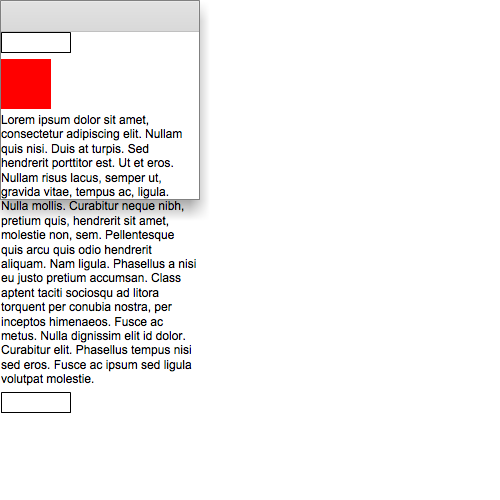 Lorem ipsum dolor sit amet,
consectetur adipiscing elit. Nullam
quis nisi. Duis at turpis. Sed
hendrerit porttitor est. Ut et eros.
Nullam risus lacus, semper ut,
gravida vitae, tempus ac, ligula.
Nulla mollis. Curabitur neque nibh,
pretium quis, hendrerit sit amet,
molestie non, sem. Pellentesque
quis arcu quis odio hendrerit
aliquam. Nam ligula. Phasellus a nisi
eu justo pretium accumsan. Class
aptent taciti sociosqu ad litora
torquent per conubia nostra, per
inceptos himenaeos. Fusce ac
metus. Nulla dignissim elit id dolor.
Curabitur elit. Phasellus tempus nisi
sed eros. Fusce ac ipsum sed ligula
volutpat molestie.